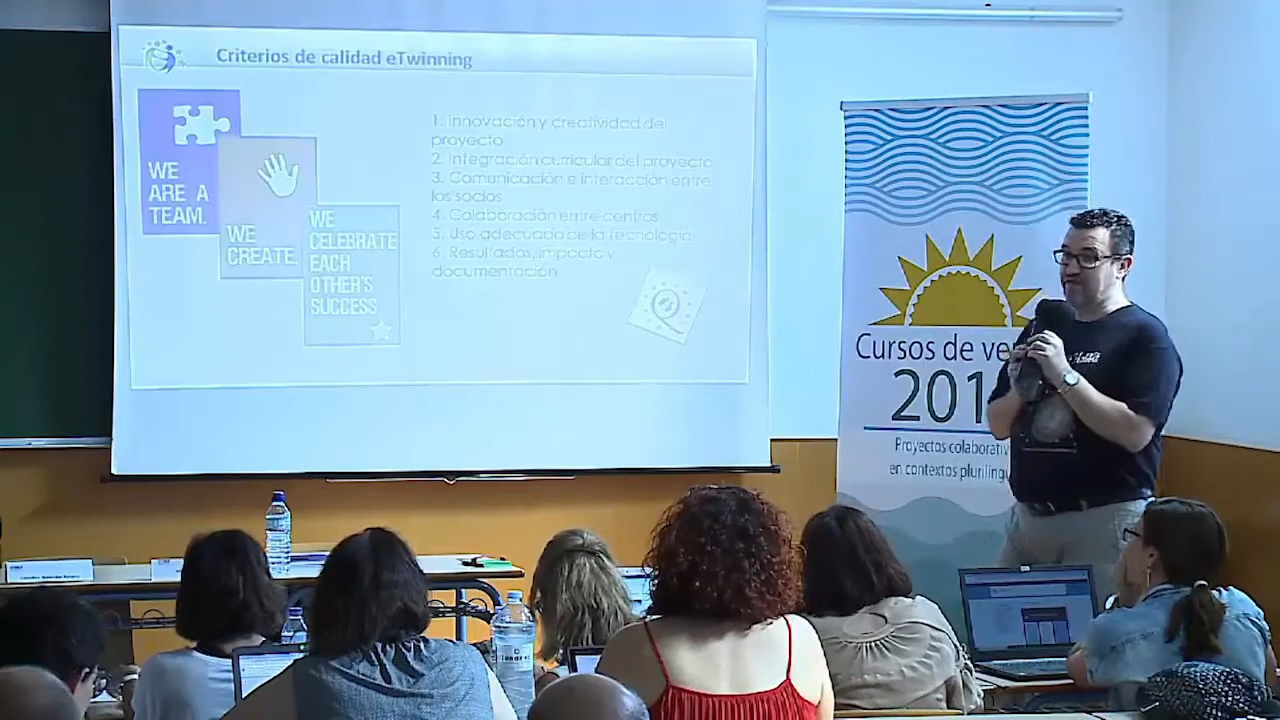 Criterios de calidad eTwinning
WE
ARE A
TEAM.
WE
CREATE.
WE
CELEBRATE
EACH
OTHER'S
SUCCESS
1. Innovación y creatividad del
proyecto
2. Integración curricular del proyecto
3. Comunicación e interacción entre
los socios
4. Colaboración entre centros
5. Uso adecuado de la tecnología
6. Resultados, impacto y
documentación
Cursos de ve
201
Proyectos colaborativ
en contextos pluriling